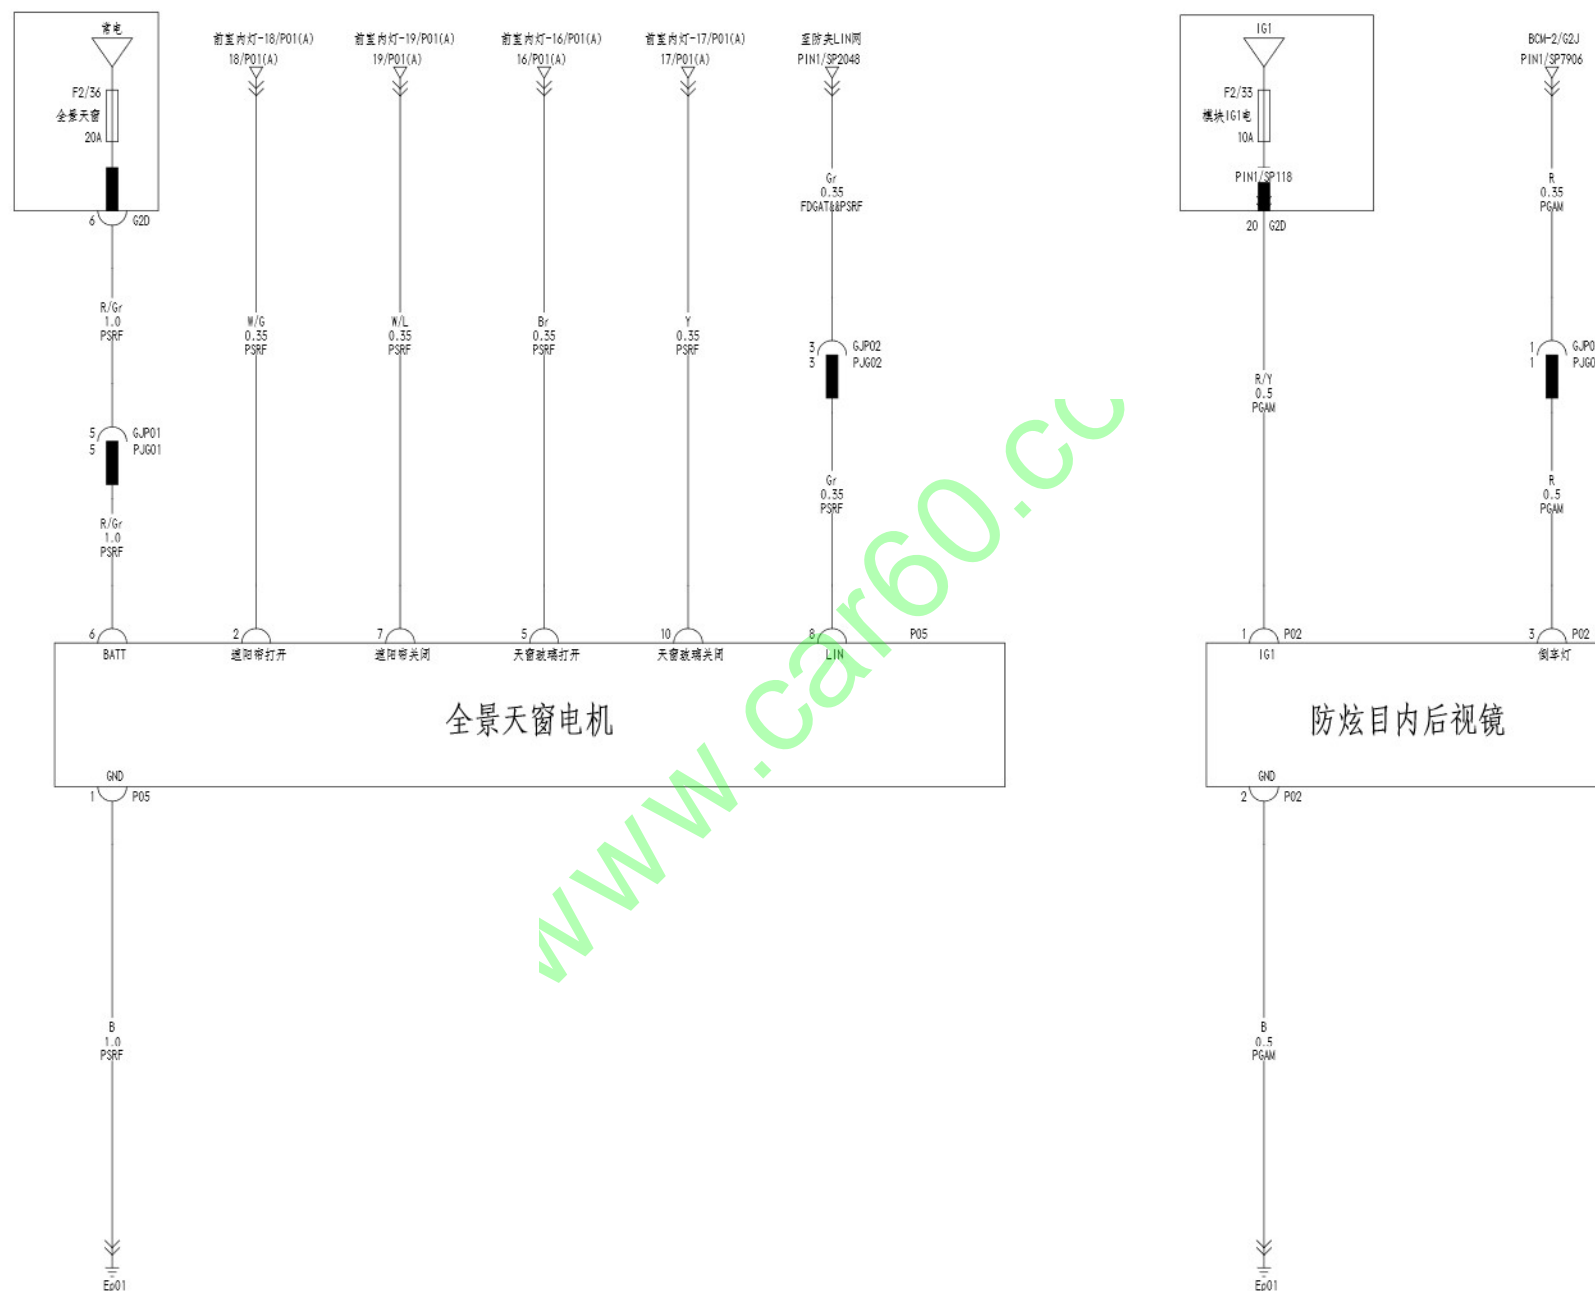 常电
F2/36
全景天窗
20A
6 G2D
R/Gr
1.0
PSRF
5 GJP01
5 PJG01
R/Gr
1.0
PSRF
前室内灯-18/P01(A)
18/P01(A)
W/G
0.35
PSRF
前室内灯-19/P01(A)
19/P01(A)
W/L
0.35
PSRF
前室内灯-16/P01(A)
16/P01(A)
Br
0.35
PSRF
前室内灯-17/P01(A)
17/P01(A)
Y
0.35
PSRF
至防夹LIN网
PIN1/SP2048
Gr
0.35
FDGAT&&PSRF
3 GJP02
3 PJG02
Gr
0.35
PSRF
6 2 7 5 10 8 P05
BATT 遮阳帘打开 遮阳帘关闭 天窗玻璃打开 天窗玻璃关闭 LIN
全景天窗电机
GND
1 P05
B
1.0
PSRF
Ep01
IG1
F2/33
模块IG1电
10A
PIN1/SP118
20 G2D
R/Y
0.5
PGAM
BCM-2/G2J
PIN1/SP7906
R
0.35
PGAM
1 GJP0
1 PJG0
R
0.5
PGAM
1 P02 3 P02
IG1 倒车灯
防炫目内后视镜
GND
2 P02
B
0.5
PGAM
Ep01
www.car60.co